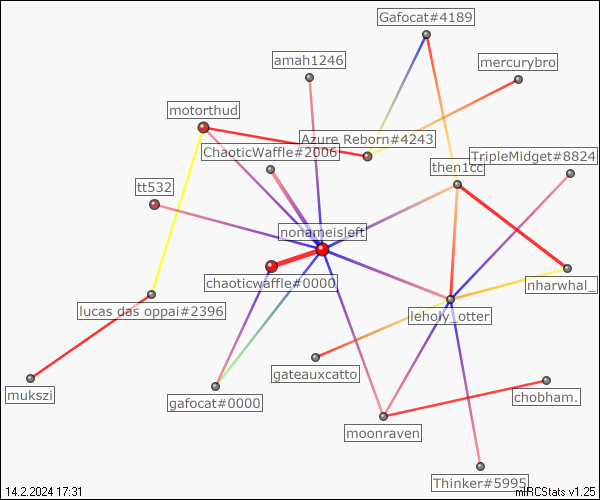 Gafocat#4189
amah1246
mercurybro
motorthud
Azure Reborn#4243
ChaoticWaffle#2006
TripleMidget#8824
then1cc
tt532
nonameisleft
chaoticwaffle#0000
nharwhal_
lucas das oppai#2396
leholy_otter
gateauxcatto
mukszi
gafocat#0000
chobham.
moonraven
Thinker#5995
14.2.2024 17:31
mIRCStats v1.25